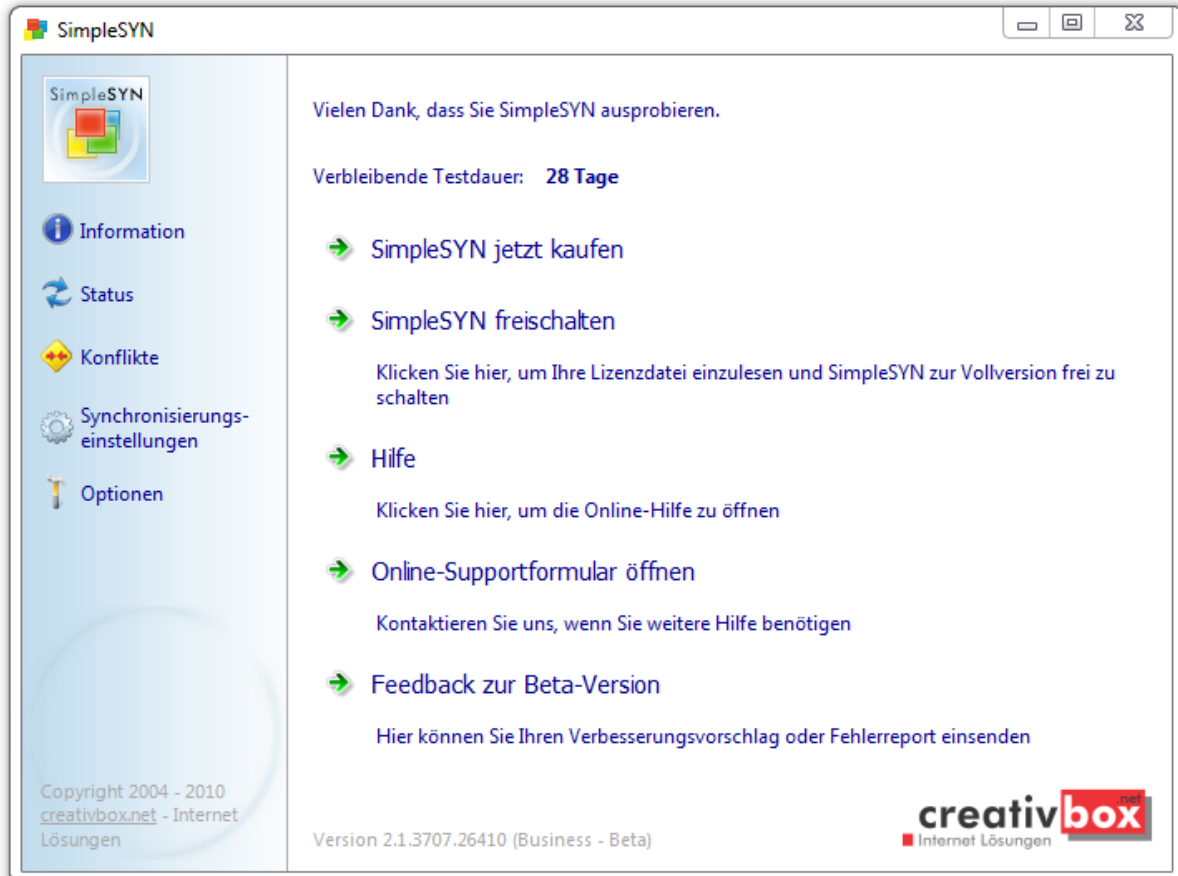 SimpleSYN
SimpleSYN
Information
Status
Konflikte
Synchronisierungs-
einstellungen
Optionen
Copyright 2004 - 2010
creativbox.net - Internet
Lösungen
Vielen Dank, dass Sie SimpleSYN ausprobieren.
Verbleibende Testdauer: 28 Tage
SimpleSYN jetzt kaufen
SimpleSYN freischalten
Klicken Sie hier, um Ihre Lizenzdatei einzulesen und SimpleSYN zur Vollversion frei zu
schalten
Hilfe
Klicken Sie hier, um die Online-Hilfe zu öffnen
Online-Supportformular öffnen
Kontaktieren Sie uns, wenn Sie weitere Hilfe benötigen
Feedback zur Beta-Version
Hier können Sie Ihren Verbesserungsvorschlag oder Fehlerreport einsenden
Version 2.1.3707.26410 (Business - Beta)
creativbox.net
Internet Lösungen